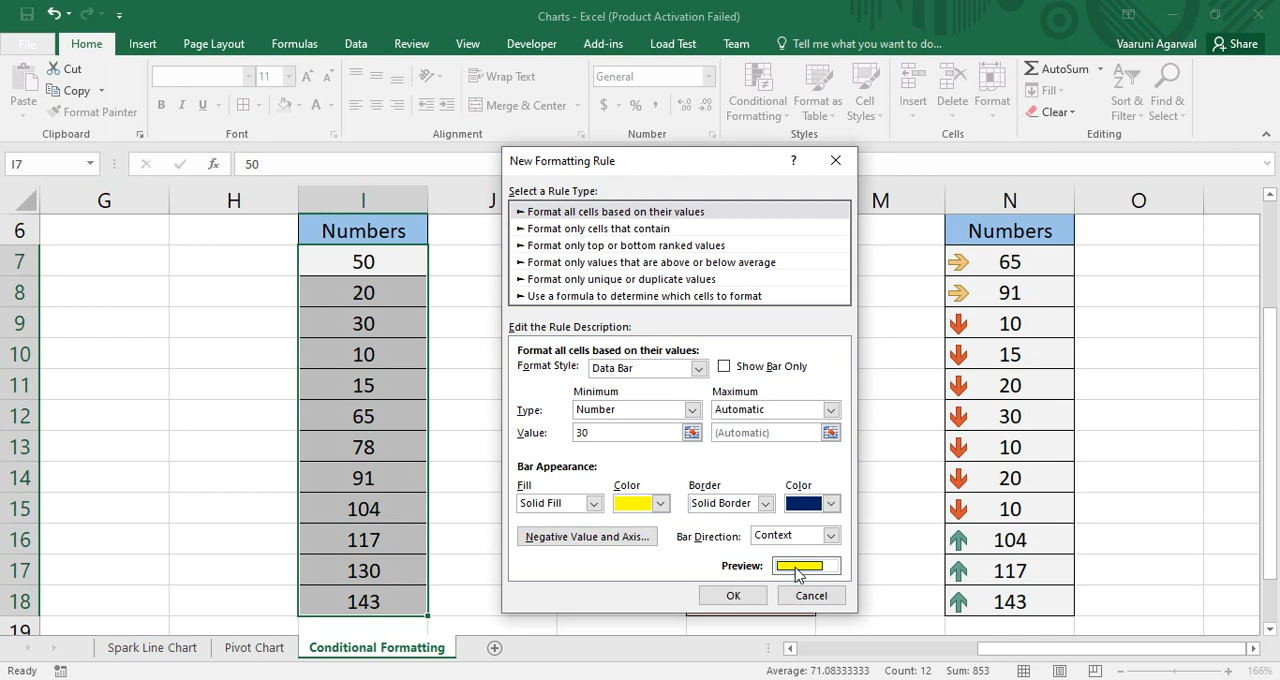 Charts - Excel (Product Activation Failed)
File Home Insert Page Layout Formulas Data Review View Developer Add-ins Load Test Team Tell me what you want to do... Vaaruni Agarwal Share
Paste Cut Copy Format Painter
11
Wrap Text
Merge & Center
General
$ % ,
Conditional Formatting
Format as Table
Cell Styles
Insert Delete Format
AutoSum
Fill
Clear
Sort & Filter
Find & Select
Clipboard Font Alignment Number Styles Cells Editing
I7 fx 50
G H I J M N O
6 Numbers Numbers
7 50 65
8 20 91
9 30 10
10 10 15
11 15 20
12 65 30
13 78 10
14 91 20
15 104 10
16 117 104
17 130 117
18 143 143
19
New Formatting Rule ?
Select a Rule Type:
► Format all cells based on their values
► Format only cells that contain
► Format only top or bottom ranked values
► Format only values that are above or below average
► Format only unique or duplicate values
► Use a formula to determine which cells to format
Edit the Rule Description:
Format all cells based on their values:
Format Style: Data Bar Show Bar Only
Minimum Maximum
Type: Number Automatic
Value: 30 (Automatic)
Bar Appearance:
Fill Color Border Color
Solid Fill Solid Border
Negative Value and Axis... Bar Direction: Context
Preview:
OK Cancel
Spark Line Chart Pivot Chart Conditional Formatting
Ready Average: 71.08333333 Count: 12 Sum: 853 166%